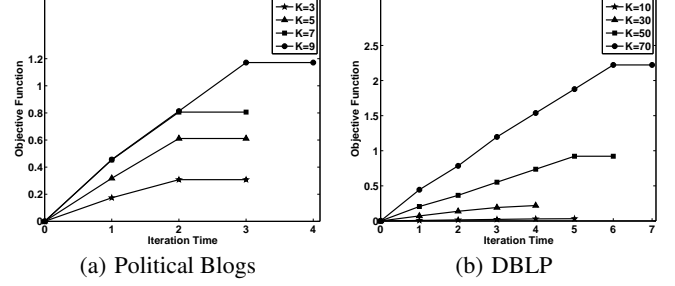 K=3
K=5
K=7
K=9
1.2
1
0.8
0.6
0.4
0.2
0
0 1 2 3 4
Objective Function
Iteration Time
(a) Political Blogs
K=10
K=30
K=50
K=70
2.5
2
1.5
1
0.5
0
0 1 2 3 4 5 6 7
Objective Function
Iteration Time
(b) DBLP